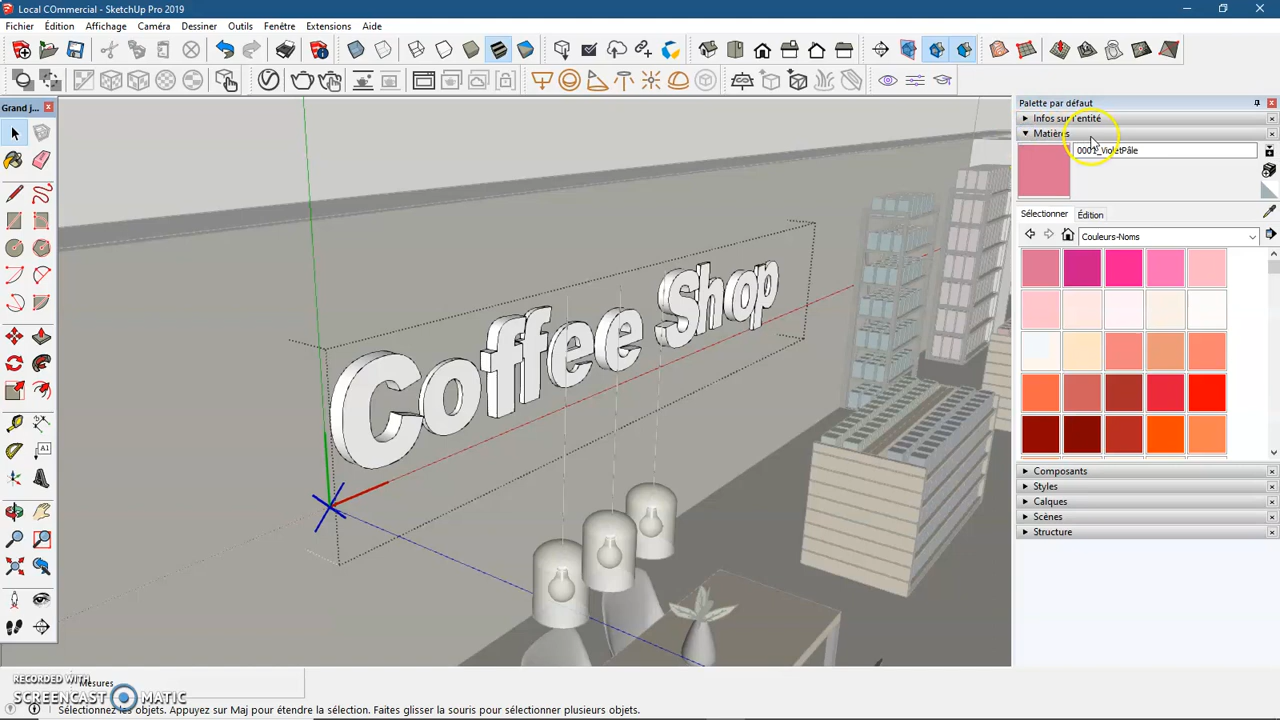 Local COmmercial - SketchUp Pro 2019
Fichier Édition Affichage Caméra Dessiner Outils Fenêtre Extensions Aide
Grand j...
Palette par défaut
Infos sur l'entité
Matières
0001_VioletPâle
Sélectionner Édition
Couleurs-Noms
Coffee Shop
A1
Composants
Styles
Calques
Scènes
Structure
Mesures
RECORDED WITH
SCREENCAST MATIC
Sélectionnez les objets. Appuyez sur Maj pour étendre la sélection. Faites glisser la souris pour sélectionner plusieurs objets.